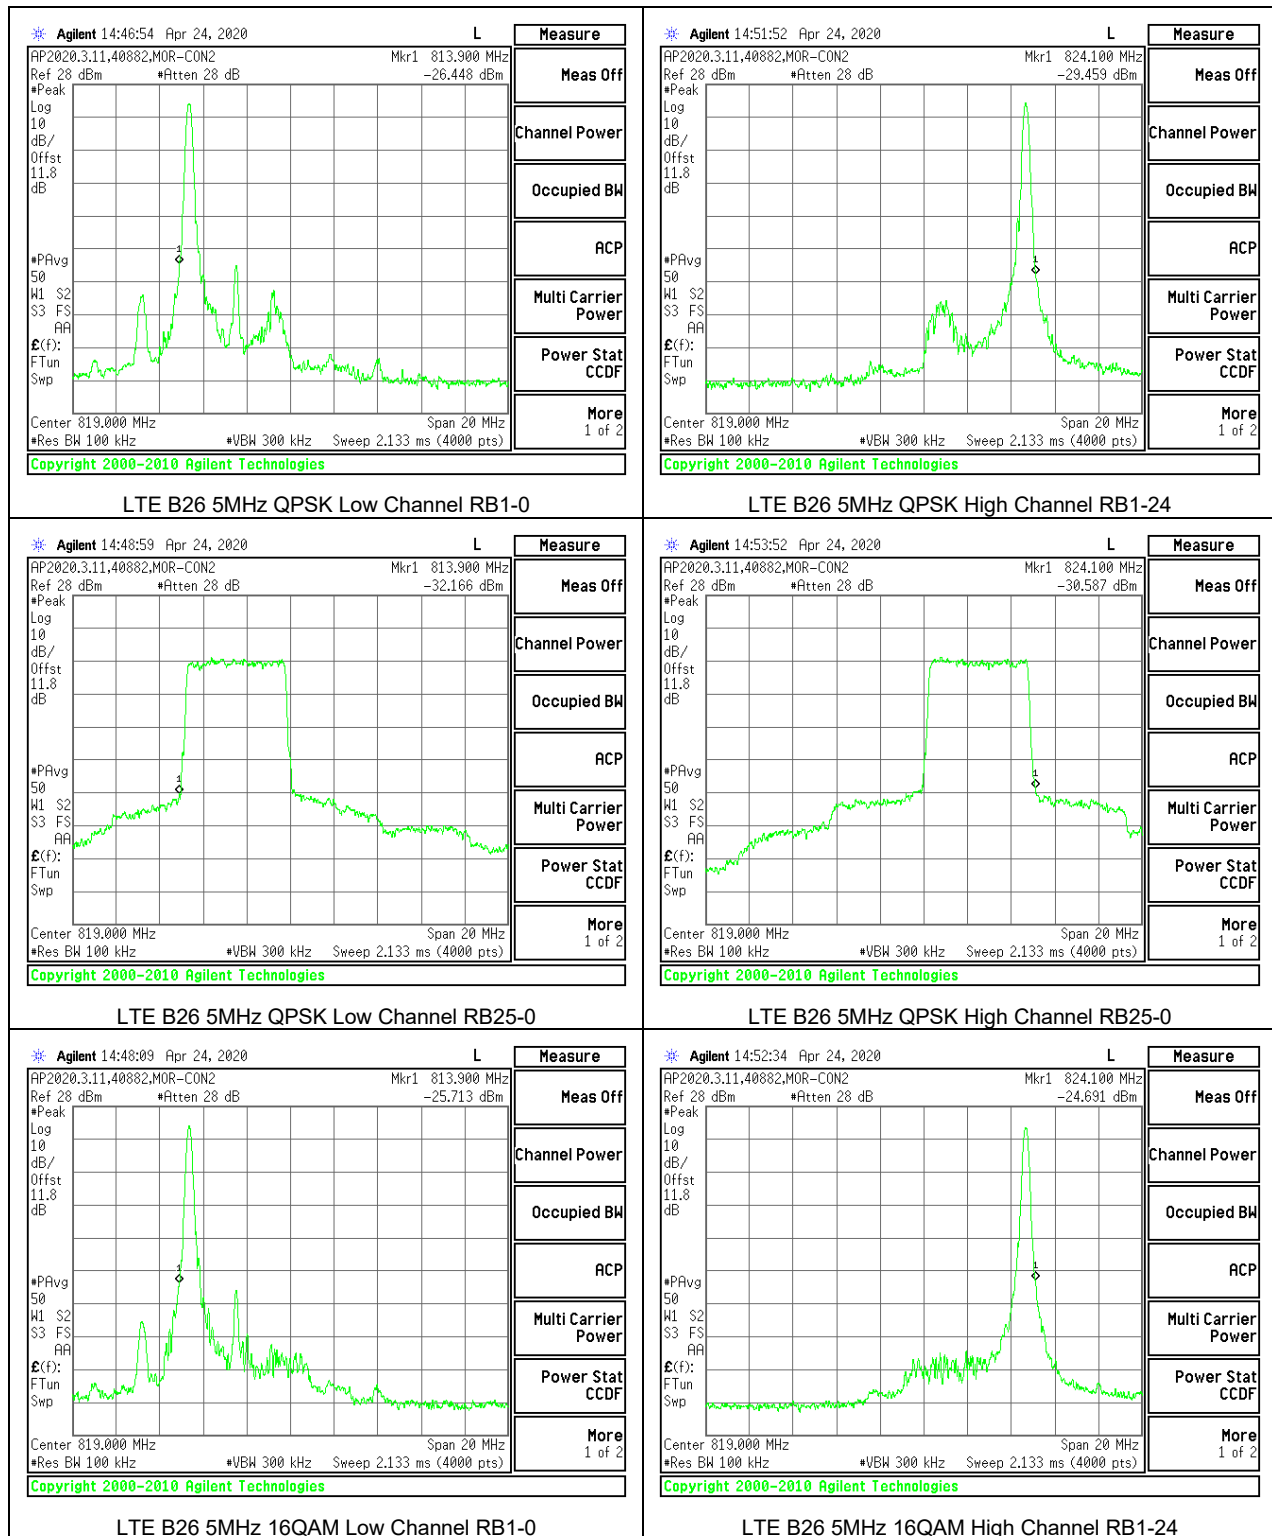 Agilent 14:46:54 Apr 24, 2020 L Measure
AP2020.3.11,40882,MOR-CON2 Mkr1 813.900 MHz
Ref 28 dBm #Atten 28 dB -26.448 dBm
#Peak
Log
10
dB/
Offst
11.8
dB
1
#PAvg
50
W1 S2
S3 FS
AA
£(f):
FTun
Swp
Center 819.000 MHz Span 20 MHz
#Res BW 100 kHz #VBW 300 kHz Sweep 2.133 ms (4000 pts)
Copyright 2000-2010 Agilent Technologies
Meas Off
Channel Power
Occupied BW
ACP
Multi Carrier
Power
Power Stat
CCDF
More
1 of 2
LTE B26 5MHz QPSK Low Channel RB1-0
Agilent 14:51:52 Apr 24, 2020 L Measure
AP2020.3.11,40882,MOR-CON2 Mkr1 824.100 MHz
Ref 28 dBm #Atten 28 dB -29.459 dBm
#Peak
Log
10
dB/
Offst
11.8
dB
1
#PAvg
50
W1 S2
S3 FS
AA
£(f):
FTun
Swp
Center 819.000 MHz Span 20 MHz
#Res BW 100 kHz #VBW 300 kHz Sweep 2.133 ms (4000 pts)
Copyright 2000-2010 Agilent Technologies
Meas Off
Channel Power
Occupied BW
ACP
Multi Carrier
Power
Power Stat
CCDF
More
1 of 2
LTE B26 5MHz QPSK High Channel RB1-24
Agilent 14:48:59 Apr 24, 2020 L Measure
AP2020.3.11,40882,MOR-CON2 Mkr1 813.900 MHz
Ref 28 dBm #Atten 28 dB -32.166 dBm
#Peak
Log
10
dB/
Offst
11.8
dB
1
#PAvg
50
W1 S2
S3 FS
AA
£(f):
FTun
Swp
Center 819.000 MHz Span 20 MHz
#Res BW 100 kHz #VBW 300 kHz Sweep 2.133 ms (4000 pts)
Copyright 2000-2010 Agilent Technologies
Meas Off
Channel Power
Occupied BW
ACP
Multi Carrier
Power
Power Stat
CCDF
More
1 of 2
LTE B26 5MHz QPSK Low Channel RB25-0
Agilent 14:53:52 Apr 24, 2020 L Measure
AP2020.3.11,40882,MOR-CON2 Mkr1 824.100 MHz
Ref 28 dBm #Atten 28 dB -30.587 dBm
#Peak
Log
10
dB/
Offst
11.8
dB
1
#PAvg
50
W1 S2
S3 FS
AA
£(f):
FTun
Swp
Center 819.000 MHz Span 20 MHz
#Res BW 100 kHz #VBW 300 kHz Sweep 2.133 ms (4000 pts)
Copyright 2000-2010 Agilent Technologies
Meas Off
Channel Power
Occupied BW
ACP
Multi Carrier
Power
Power Stat
CCDF
More
1 of 2
LTE B26 5MHz QPSK High Channel RB25-0
Agilent 14:48:09 Apr 24, 2020 L Measure
AP2020.3.11,40882,MOR-CON2 Mkr1 813.900 MHz
Ref 28 dBm #Atten 28 dB -25.713 dBm
#Peak
Log
10
dB/
Offst
11.8
dB
1
#PAvg
50
W1 S2
S3 FS
AA
£(f):
FTun
Swp
Center 819.000 MHz Span 20 MHz
#Res BW 100 kHz #VBW 300 kHz Sweep 2.133 ms (4000 pts)
Copyright 2000-2010 Agilent Technologies
Meas Off
Channel Power
Occupied BW
ACP
Multi Carrier
Power
Power Stat
CCDF
More
1 of 2
LTE B26 5MHz 16QAM Low Channel RB1-0
Agilent 14:52:34 Apr 24, 2020 L Measure
AP2020.3.11,40882,MOR-CON2 Mkr1 824.100 MHz
Ref 28 dBm #Atten 28 dB -24.691 dBm
#Peak
Log
10
dB/
Offst
11.8
dB
1
#PAvg
50
W1 S2
S3 FS
AA
£(f):
FTun
Swp
Center 819.000 MHz Span 20 MHz
#Res BW 100 kHz #VBW 300 kHz Sweep 2.133 ms (4000 pts)
Copyright 2000-2010 Agilent Technologies
Meas Off
Channel Power
Occupied BW
ACP
Multi Carrier
Power
Power Stat
CCDF
More
1 of 2
LTE B26 5MHz 16QAM High Channel RB1-24